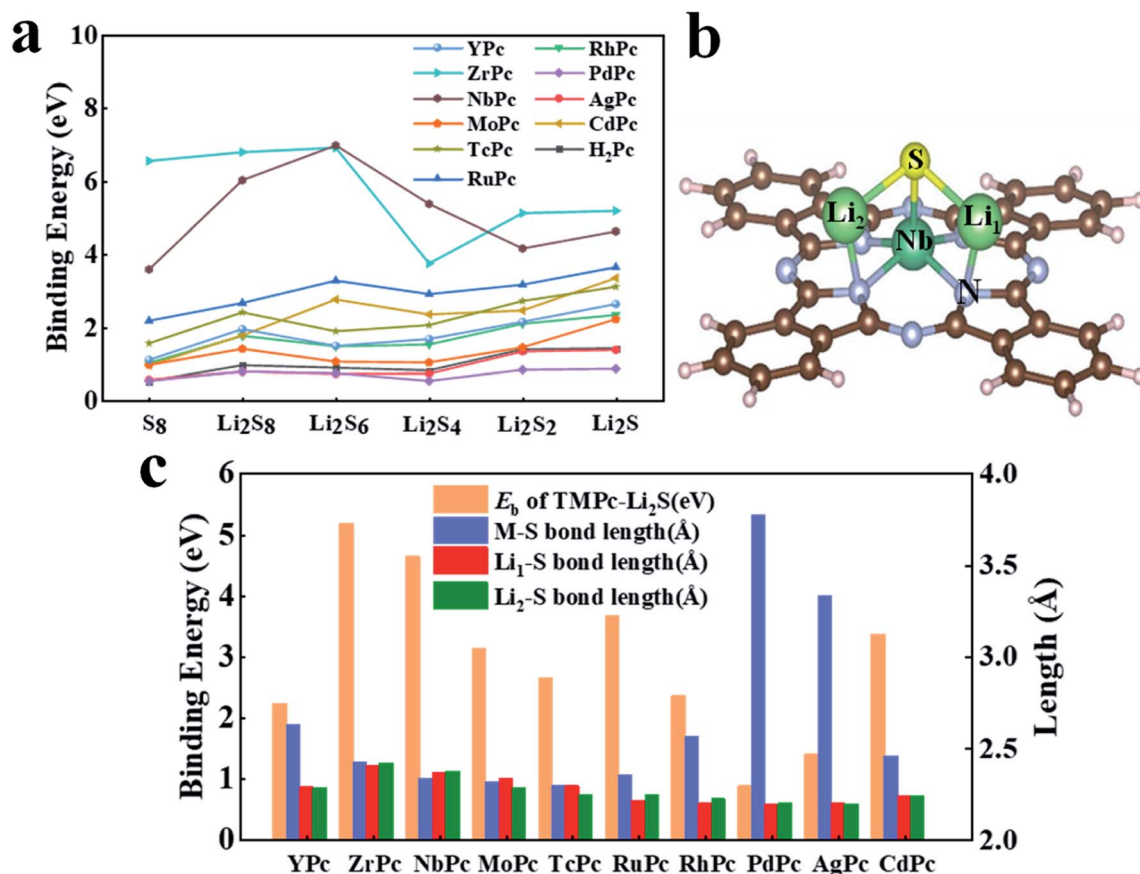 a
10
8
6
4
2
0
Binding Energy (eV)
YPc
ZrPc
NbPc
MoPc
TcPc
RuPc
RhPc
PdPc
AgPc
CdPc
H₂Pc
S₈ Li₂S₈ Li₂S₆ Li₂S₄ Li₂S₂ Li₂S
b
S
Li₂
Li₁
Nb
N
c
6
5
4
3
2
1
0
Binding Energy (eV)
E_b of TMPc-Li₂S(eV)
M-S bond length(Å)
Li₁-S bond length(Å)
Li₂-S bond length(Å)
4.0
3.5
3.0
2.5
2.0
Length (Å)
YPc ZrPc NbPc MoPc TcPc RuPc RhPc PdPc AgPc CdPc